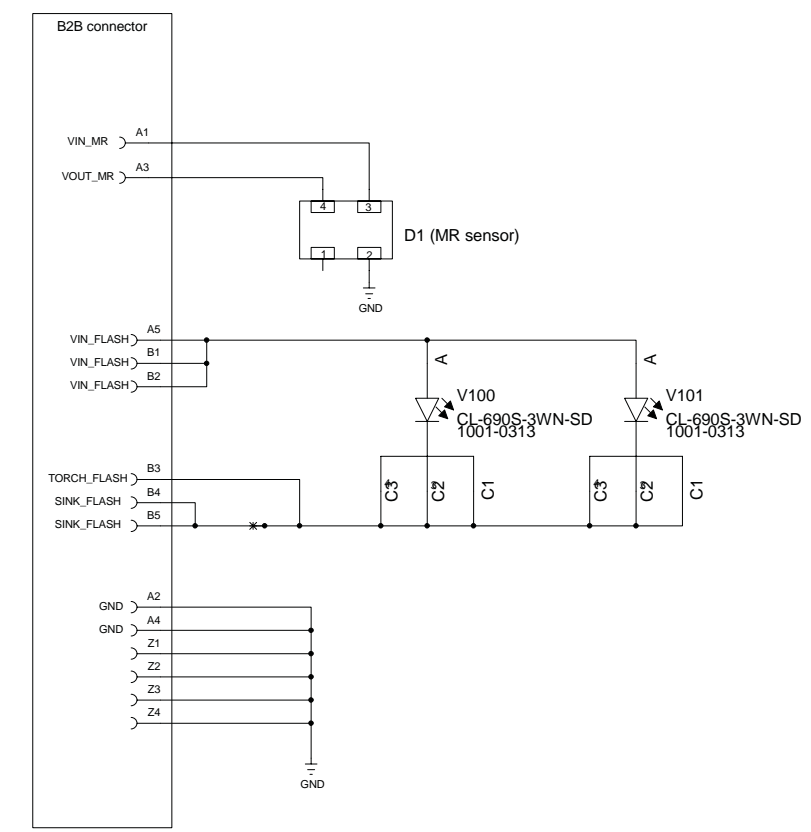 B2B connector
VIN_MR A1
VOUT_MR A3
4 3
D1 (MR sensor)
1 2
GND
VIN_FLASH A5
VIN_FLASH B1
VIN_FLASH B2
A A
V100 V101
CL-690S-3WN-SD CL-690S-3WN-SD
1001-0313 1001-0313
TORCH_FLASH B3
SINK_FLASH B4
SINK_FLASH B5
C3 C2 C1 C3 C2 C1
GND A2
GND A4
Z1
Z2
Z3
Z4
GND